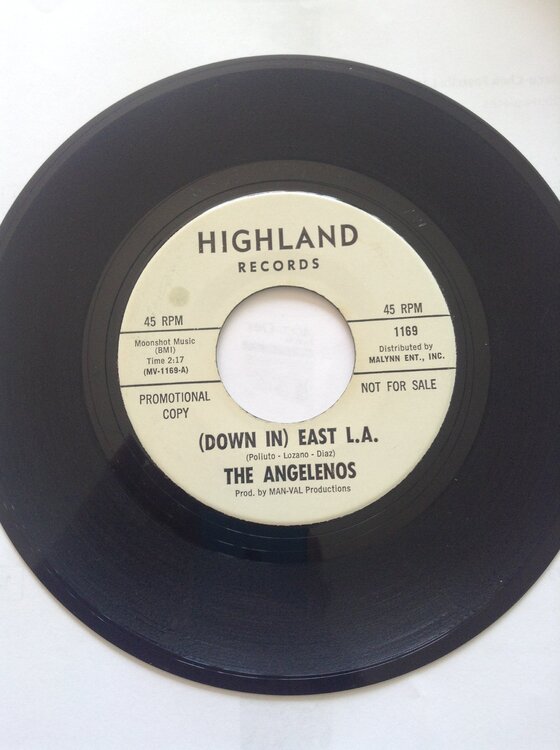 HIGHLAND
RECORDS
45 RPM
Moonshot Music
(BMI)
Time 2:17
(MV-1169-A)
PROMOTIONAL
COPY
45 RPM
1169
Distributed by
MALYNN ENT., INC.
NOT FOR SALE
(DOWN IN) EAST L.A.
(Poliuto - Lozano - Diaz)
THE ANGELENOS
Prod. by MAN-VAL Productions